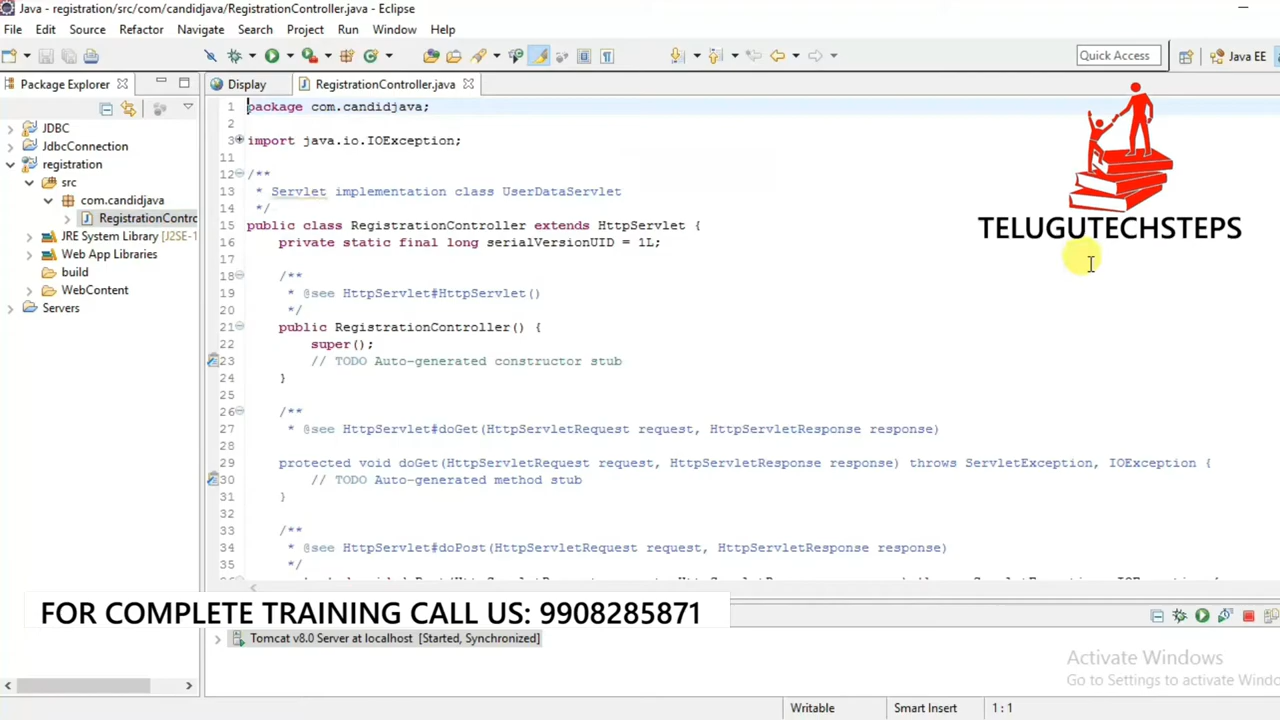 Java - registration/src/com/candidjava/RegistrationController.java - Eclipse
File Edit Source Refactor Navigate Search Project Run Window Help
Quick Access
Java EE
Package Explorer
Display
RegistrationController.java
JDBC
JdbcConnection
registration
src
com.candidjava
RegistrationContrc
JRE System Library [J2SE-1
Web App Libraries
build
WebContent
Servers
1 package com.candidjava;
2
3 import java.io.IOException;
11
12 /**
13 * Servlet implementation class UserDataServlet
14 */
15 public class RegistrationController extends HttpServlet {
16 private static final long serialVersionUID = 1L;
17
18 /**
19 * @see HttpServlet#HttpServlet()
20 */
21 public RegistrationController() {
22 super();
23 // TODO Auto-generated constructor stub
24 }
25
26 /**
27 * @see HttpServlet#doGet(HttpServletRequest request, HttpServletResponse response)
28
29 protected void doGet(HttpServletRequest request, HttpServletResponse response) throws ServletException, IOException {
30 // TODO Auto-generated method stub
31 }
32
33 /**
34 * @see HttpServlet#doPost(HttpServletRequest request, HttpServletResponse response)
35 */
TELUGUTECHSTEPS
FOR COMPLETE TRAINING CALL US: 9908285871
Tomcat v8.0 Server at localhost [Started, Synchronized]
Activate Windows
Go to Settings to activate Windo
Writable
Smart Insert
1 : 1